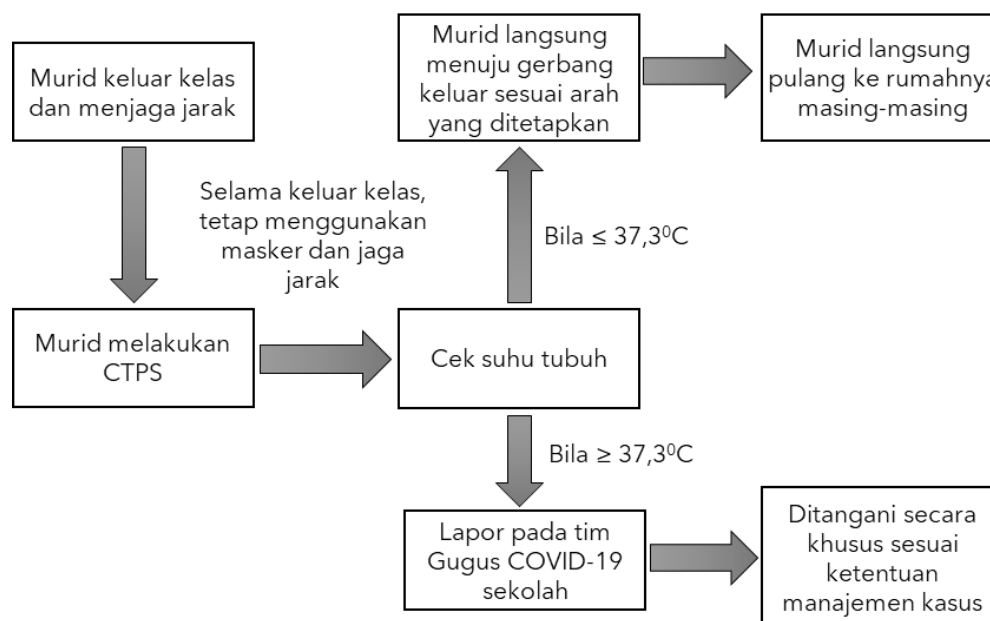 Murid keluar kelas
dan menjaga jarak
Murid langsung
menuju gerbang
keluar sesuai arah
yang ditetapkan
Murid langsung
pulang ke rumahnya
masing-masing
Selama keluar kelas,
tetap menggunakan
masker dan jaga
jarak
Bila ≤ 37,3⁰C
Murid melakukan
CTPS
Cek suhu tubuh
Bila ≥ 37,3⁰C
Lapor pada tim
Gugus COVID-19
sekolah
Ditangani secara
khusus sesuai
ketentuan
manajemen kasus